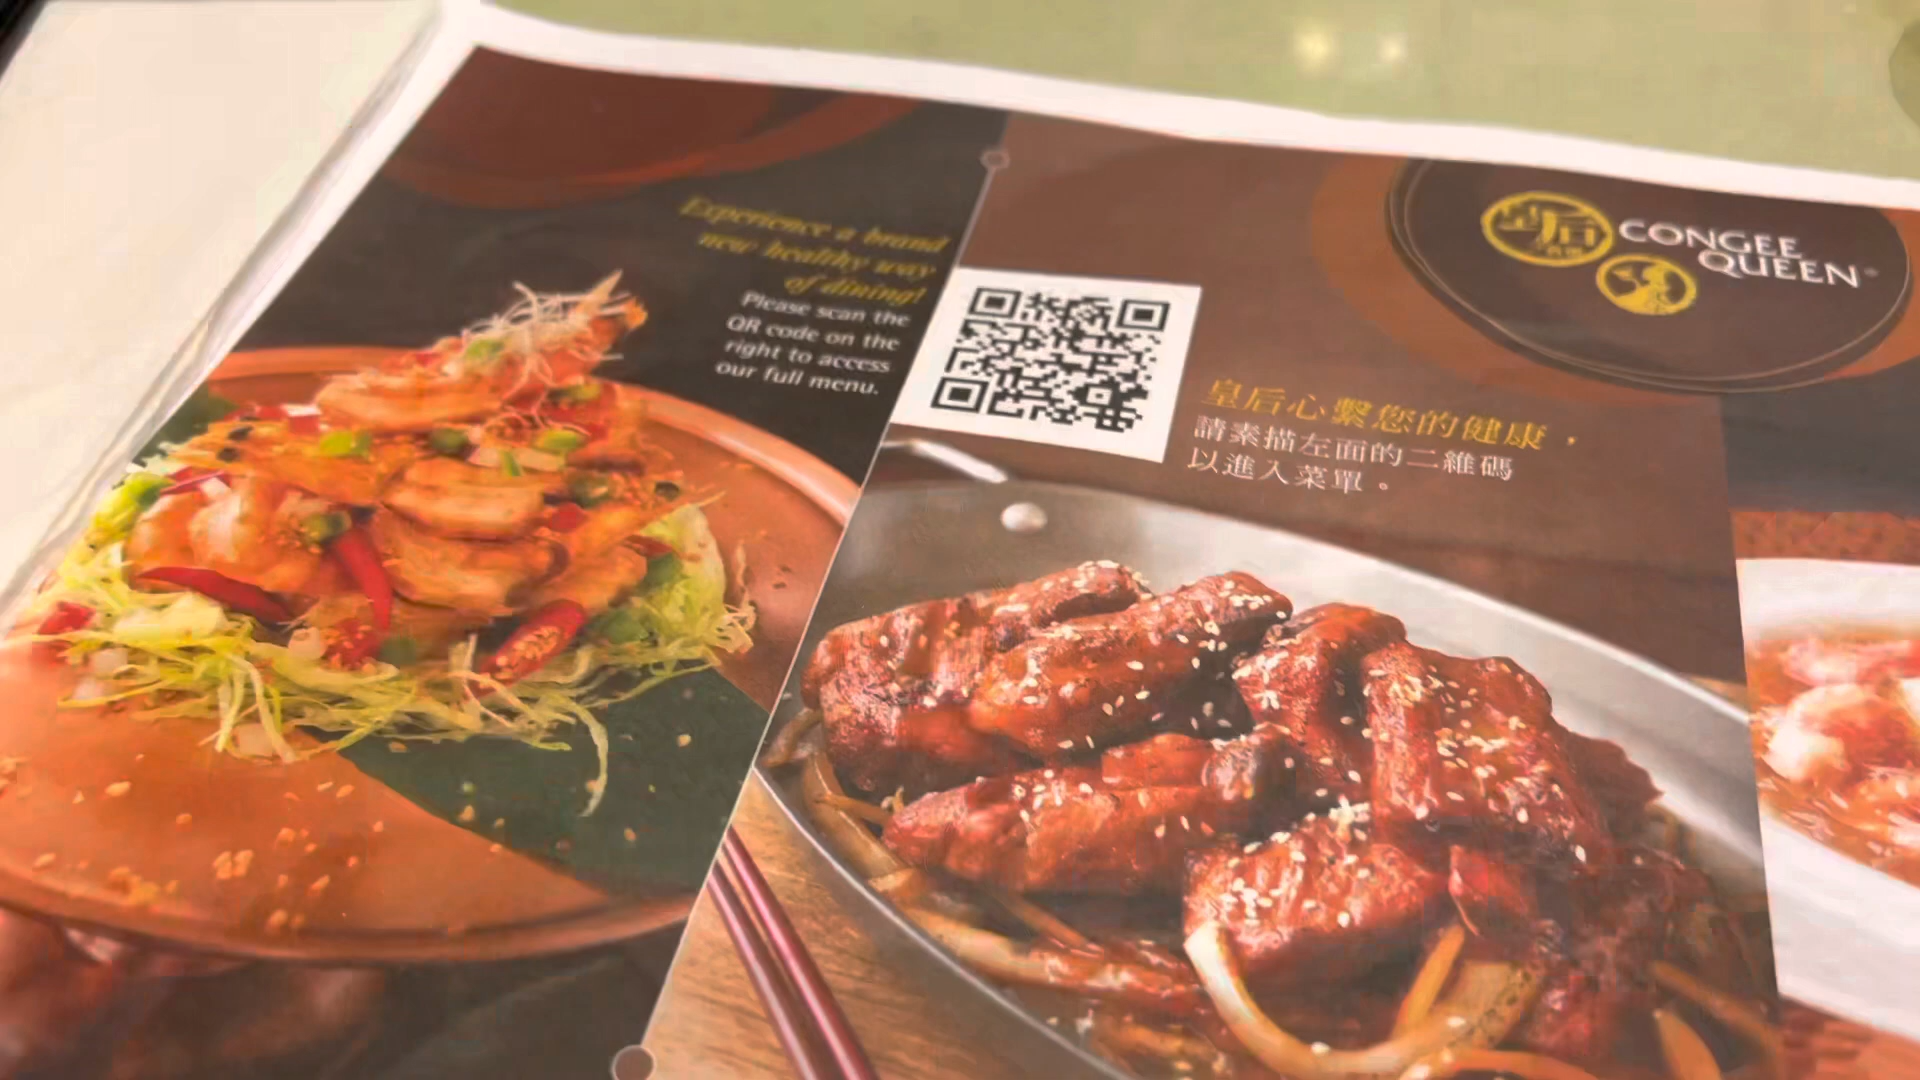 Experience a brand
new healthy way
of dining!
Please scan the
QR code on the
right to access
our full menu.
皇后
CONGEE
QUEEN
皇后心繫您的健康，
請素描左面的二維碼
以進入菜單。